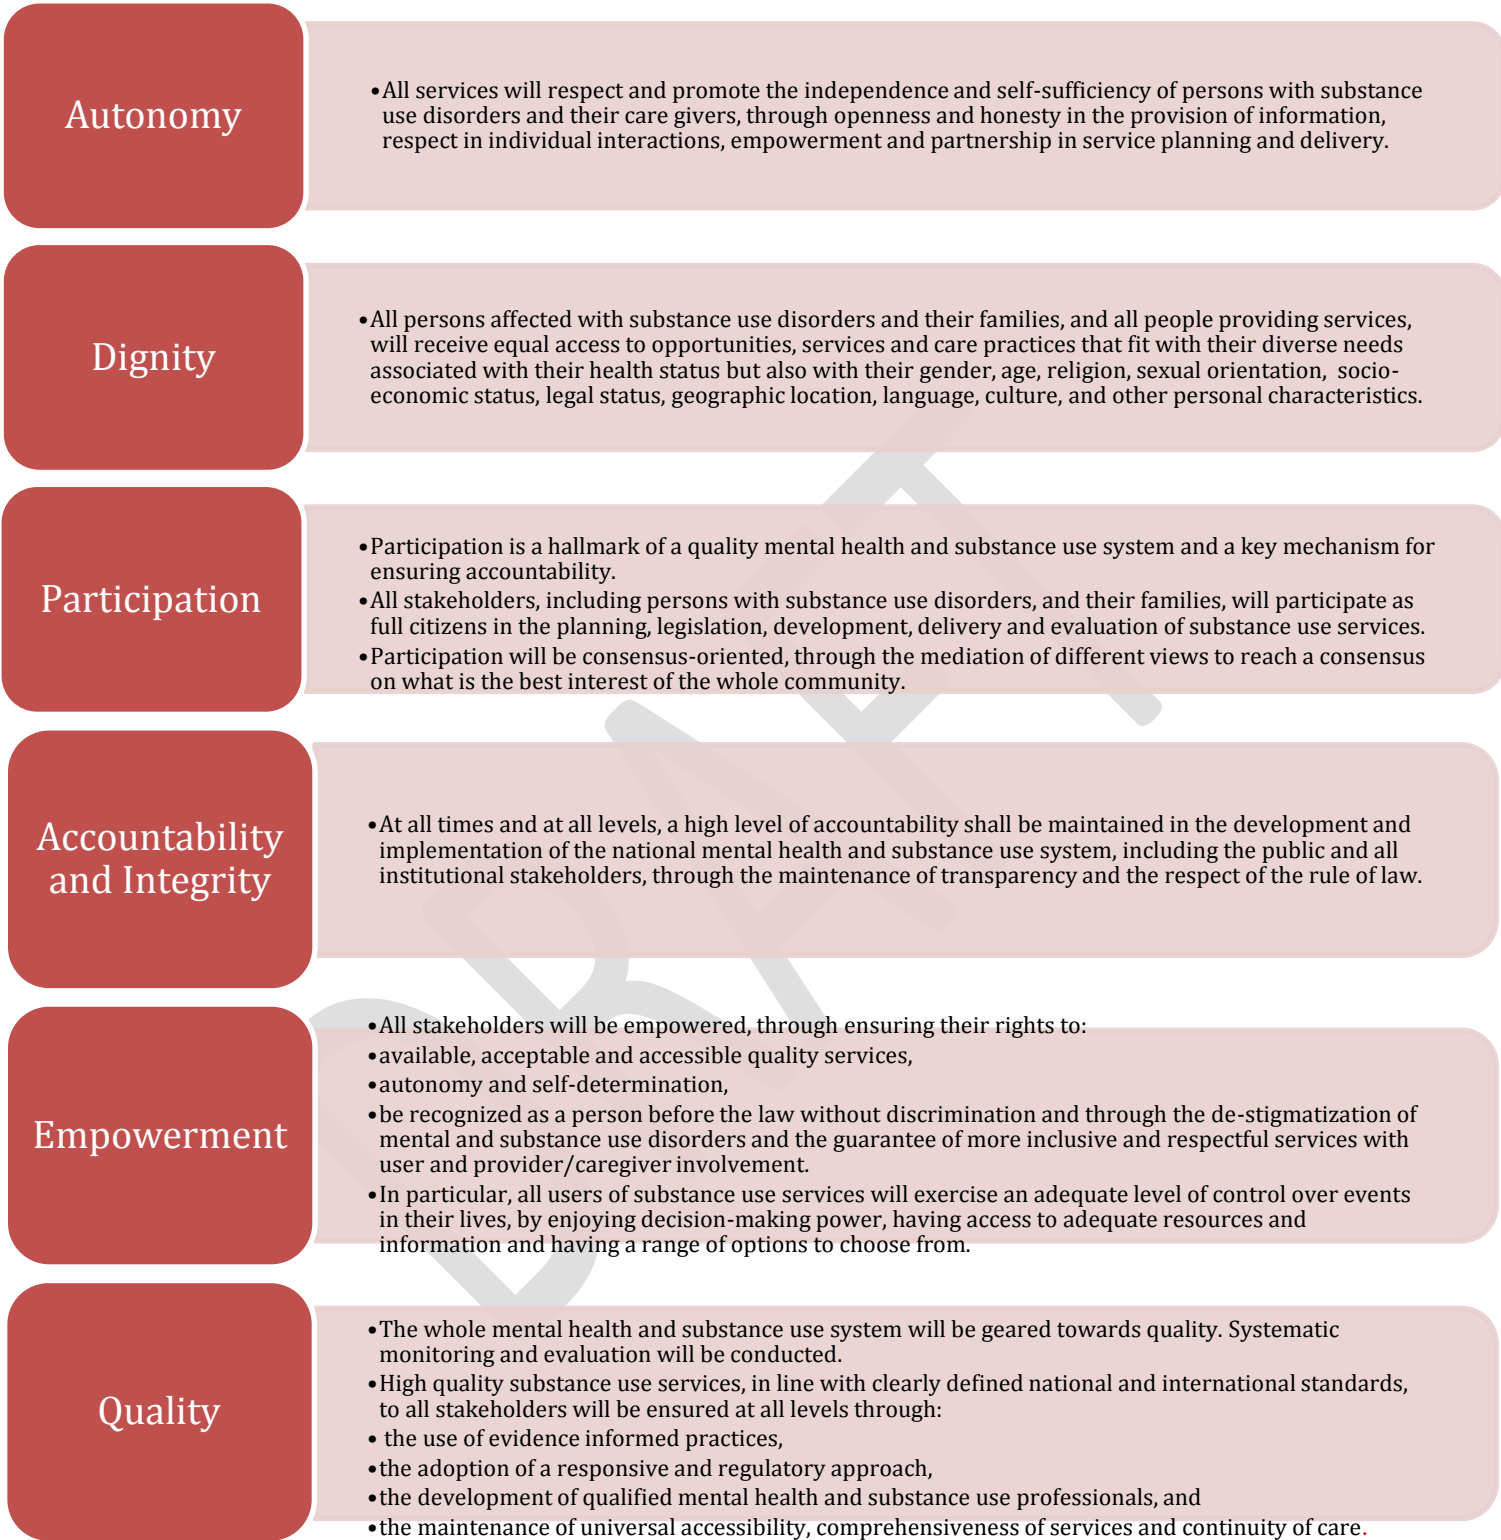 Autonomy
•All services will respect and promote the independence and self-sufficiency of persons with substance
use disorders and their care givers, through openness and honesty in the provision of information,
respect in individual interactions, empowerment and partnership in service planning and delivery.
Dignity
•All persons affected with substance use disorders and their families, and all people providing services,
will receive equal access to opportunities, services and care practices that fit with their diverse needs
associated with their health status but also with their gender, age, religion, sexual orientation, socio-
economic status, legal status, geographic location, language, culture, and other personal characteristics.
Participation
•Participation is a hallmark of a quality mental health and substance use system and a key mechanism for
ensuring accountability.
•All stakeholders, including persons with substance use disorders, and their families, will participate as
full citizens in the planning, legislation, development, delivery and evaluation of substance use services.
•Participation will be consensus-oriented, through the mediation of different views to reach a consensus
on what is the best interest of the whole community.
Accountability
and Integrity
•At all times and at all levels, a high level of accountability shall be maintained in the development and
implementation of the national mental health and substance use system, including the public and all
institutional stakeholders, through the maintenance of transparency and the respect of the rule of law.
Empowerment
•All stakeholders will be empowered, through ensuring their rights to:
•available, acceptable and accessible quality services,
•autonomy and self-determination,
•be recognized as a person before the law without discrimination and through the de-stigmatization of
mental and substance use disorders and the guarantee of more inclusive and respectful services with
user and provider/caregiver involvement.
•In particular, all users of substance use services will exercise an adequate level of control over events
in their lives, by enjoying decision-making power, having access to adequate resources and
information and having a range of options to choose from.
Quality
•The whole mental health and substance use system will be geared towards quality. Systematic
monitoring and evaluation will be conducted.
•High quality substance use services, in line with clearly defined national and international standards,
to all stakeholders will be ensured at all levels through:
• the use of evidence informed practices,
•the adoption of a responsive and regulatory approach,
•the development of qualified mental health and substance use professionals, and
•the maintenance of universal accessibility, comprehensiveness of services and continuity of care.
DRAFT